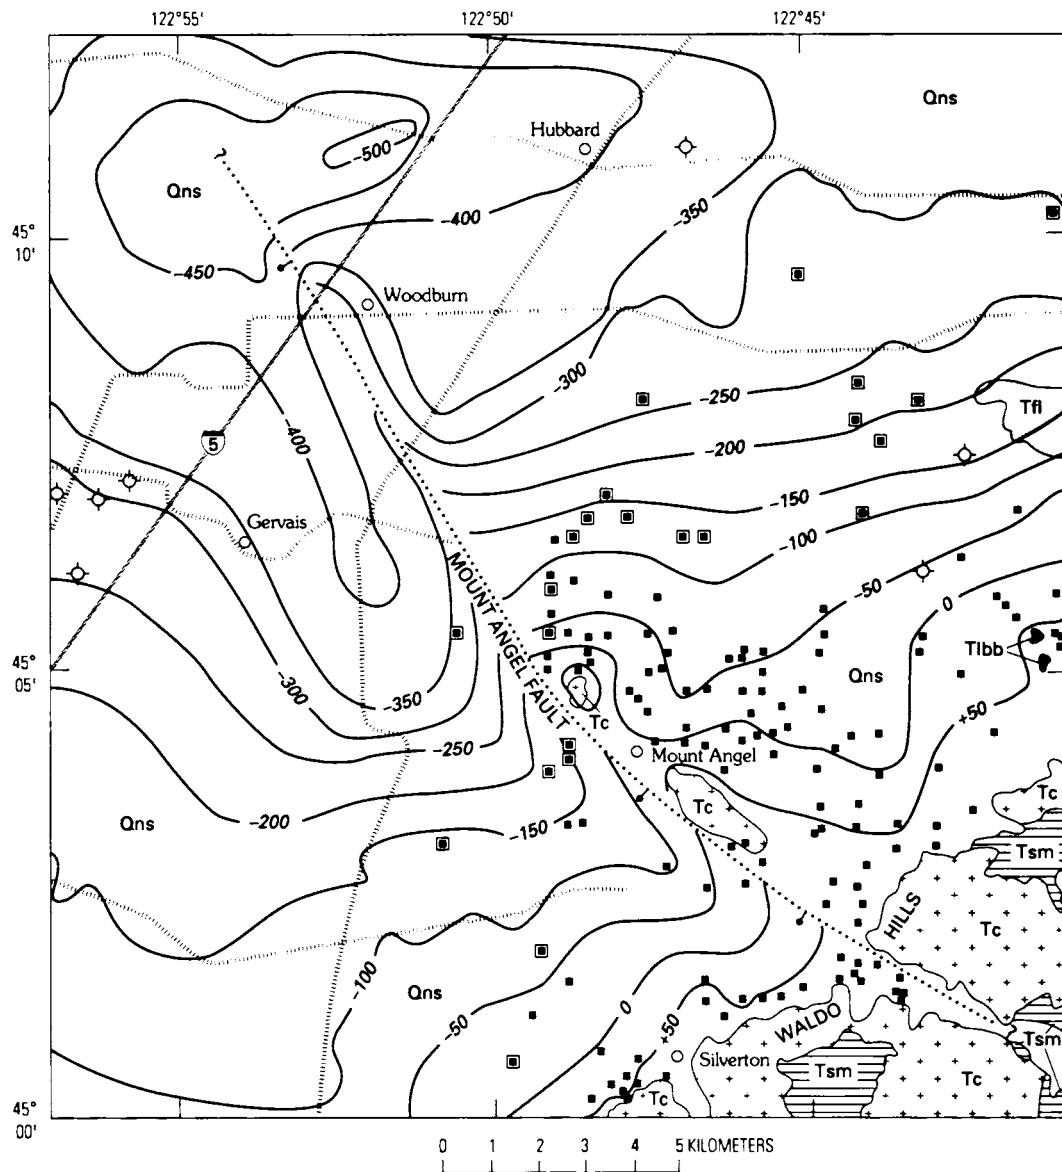 122°55' 122°50' 122°45'
Qns
Hubbard
-500
?
Qns
-350
-400
45°
10'
-450
Woodburn
-300
-250
Tfi
-400
-200
5
-150
Gervais
-100
MOUNT ANGEL FAULT
-50
0
Tlbb
45°
05'
Qns
-300
-350
+50
Tc
-250
Mount Angel
Tc
Tc
Qns
-200
-150
Tsm
HILLS
Tc
-100
Qns
0
-50
+50
WALDO
Tsm
Silverton
Tsm
Tc
Tc
45°
00'
0 1 2 3 4 5 KILOMETERS